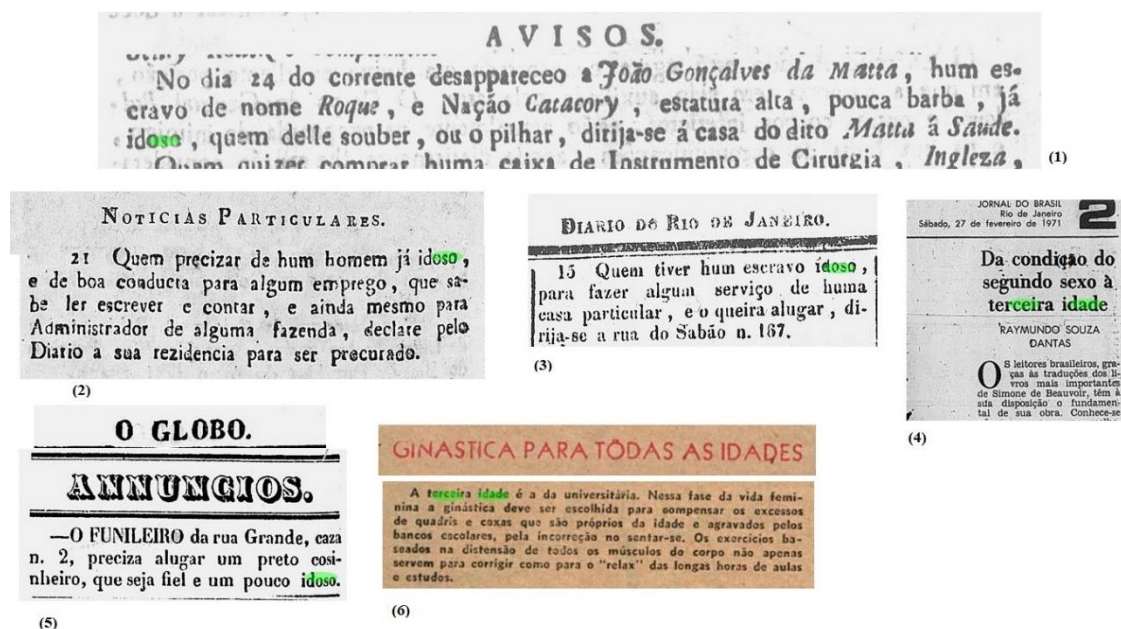 AVISOS.
No dia 24 do corrente desappareceo a João Gonçalves da Matta, hum es-
cravo de nome Roque, e Nação Catacory, estatura alta, pouca barba, já
idoso, quem delle souber, ou o pilhar, dirija-se á casa do dito Matta á Saude.
Quem quizer comprar huma caixa de Instrumento de Cirurgia, Ingleza,
(1)
NOTICIAS PARTICULARES.
21 Quem precizar de hum homem já idoso,
e de boa conducta para algum emprego, que sa-
be ler escrever e contar, e ainda mesmo para
Administrador de alguma fazenda, declare pelo
Diario a sua rezidencia para ser procurado.
(2)
DIARIO DO RIO DE JANEIRO.
15 Quem tiver hum escravo idoso,
para fazer algum serviço de huma
casa particular, e o queira alugar, di-
rija-se a rua do Sabão n. 167.
(3)
JORNAL DO BRASIL
Rio de Janeiro
Sábado, 27 de fevereiro de 1971
2
Da condição do
segundo sexo à
terceira idade
RAYMUNDO SOUZA
DANTAS
OS leitores brasileiros, gra-
ças às traduções dos li-
vros mais importantes
de Simone de Beauvoir, têm à
sua disposição o fundamen-
tal de sua obra. Conhece-se
(4)
O GLOBO.
ANNUNCIOS.
—O FUNILEIRO da rua Grande, caza
n. 2, preciza alugar um preto cosi-
nheiro, que seja fiel e um pouco idoso.
(5)
GINASTICA PARA TÔDAS AS IDADES
A terceira idade é a da universitária. Nessa fase da vida femi-
nina a ginástica deve ser escolhida para compensar os excessos
de quadris e coxas que são próprios da idade e agravados pelos
bancos escolares, pela incorreção no sentar-se. Os exercícios ba-
seados na distensão de todos os músculos do corpo não apenas
servem para corrigir como para o "relax" das longas horas de aulas
e estudos.
(6)